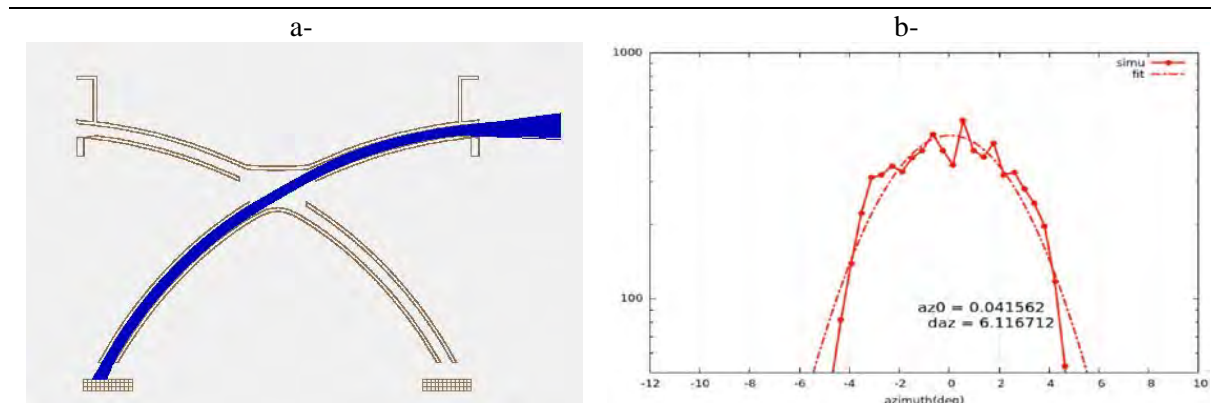 a-
b-
1000
simu
fit
100
az0 = 0.041562
daz = 6.116712
-12 -10 -8 -6 -4 -2 0 2 4 6 8 10
azimuth(deg)